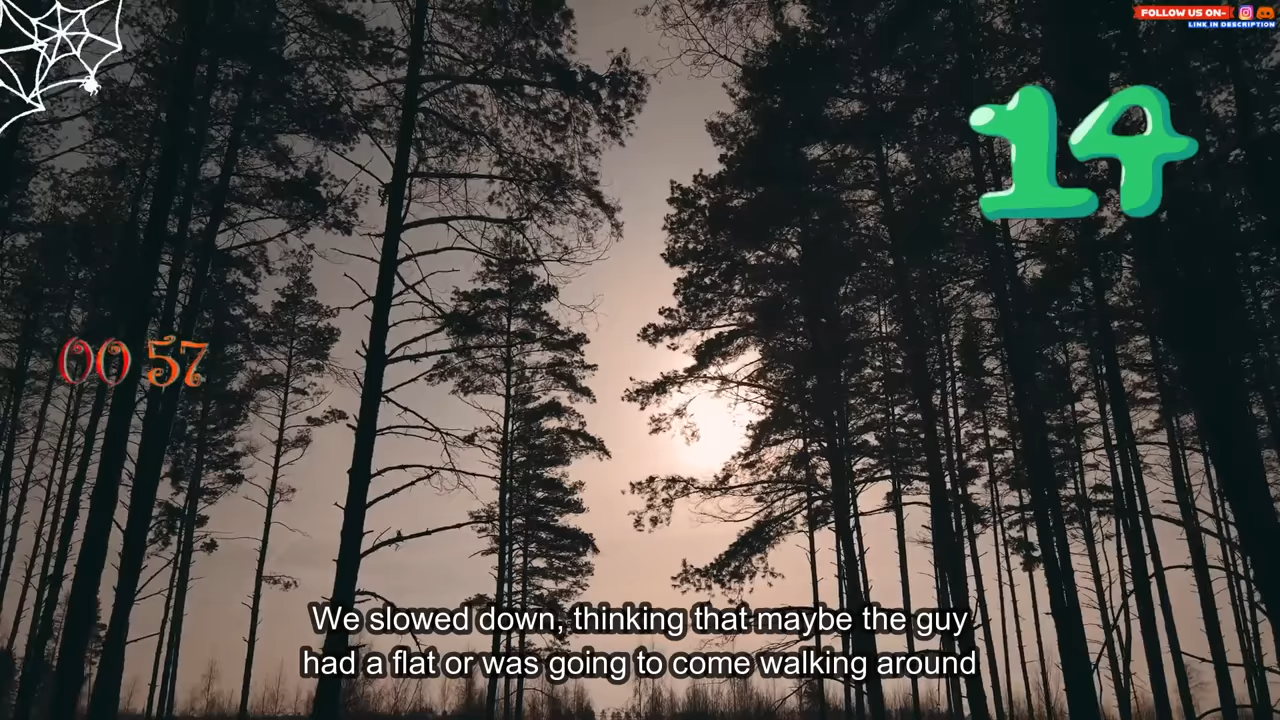 FOLLOW US ON-
LINK IN DESCRIPTION
14
00 57
We slowed down, thinking that maybe the guy
had a flat or was going to come walking around